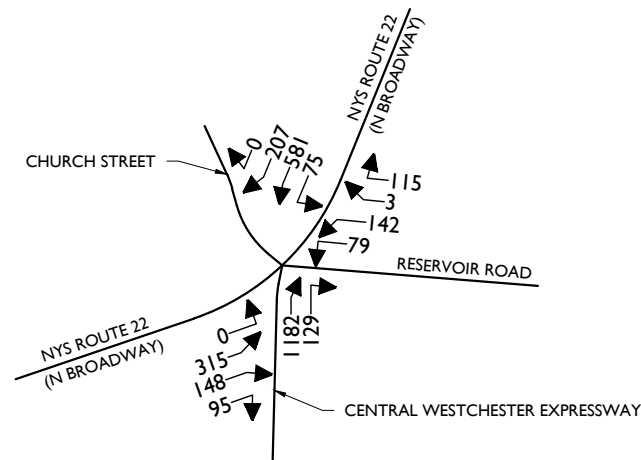 NYS ROUTE 22
(N BROADWAY)
CHURCH STREET
0
207
581
75
115
3
142
79
RESERVOIR ROAD
NYS ROUTE 22
(N BROADWAY)
0
315
148
95
1182
129
CENTRAL WESTCHESTER EXPRESSWAY